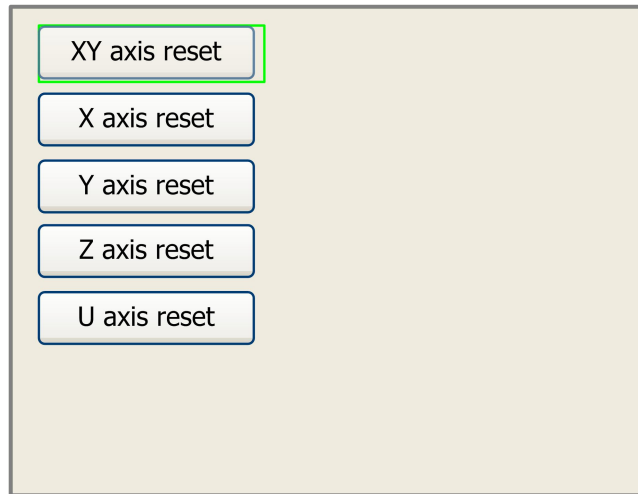 XY axis reset
X axis reset
Y axis reset
Z axis reset
U axis reset